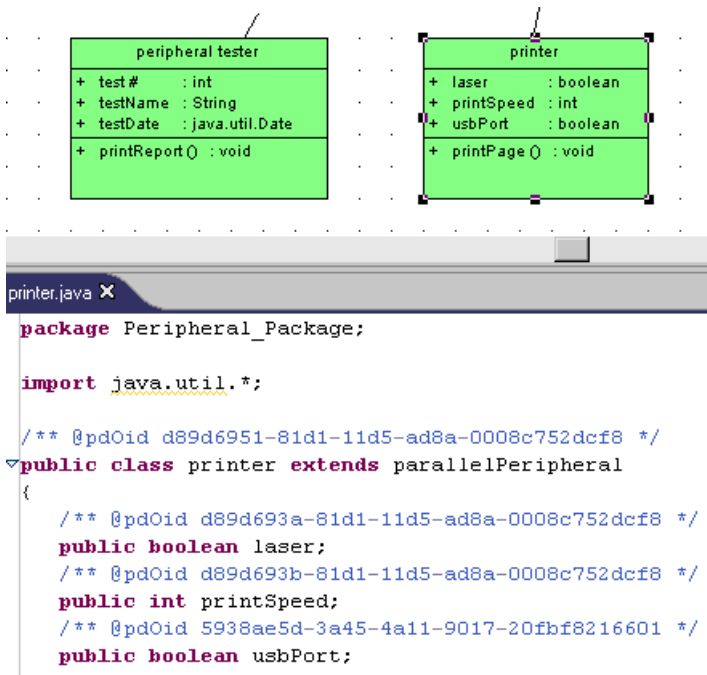 peripheral tester
+ test # : int
+ testName : String
+ testDate : java.util.Date
+ printReport () : void
printer
+ laser : boolean
+ printSpeed : int
+ usbPort : boolean
+ printPage () : void
printer.java
package Peripheral_Package;
import java.util.*;
/** @pdOid d89d6951-81d1-11d5-ad8a-0008c752dcf8 */
public class printer extends parallelPeripheral
{
/** @pdOid d89d693a-81d1-11d5-ad8a-0008c752dcf8 */
public boolean laser;
/** @pdOid d89d693b-81d1-11d5-ad8a-0008c752dcf8 */
public int printSpeed;
/** @pdOid 5938ae5d-3a45-4a11-9017-20fbf8216601 */
public boolean usbPort;